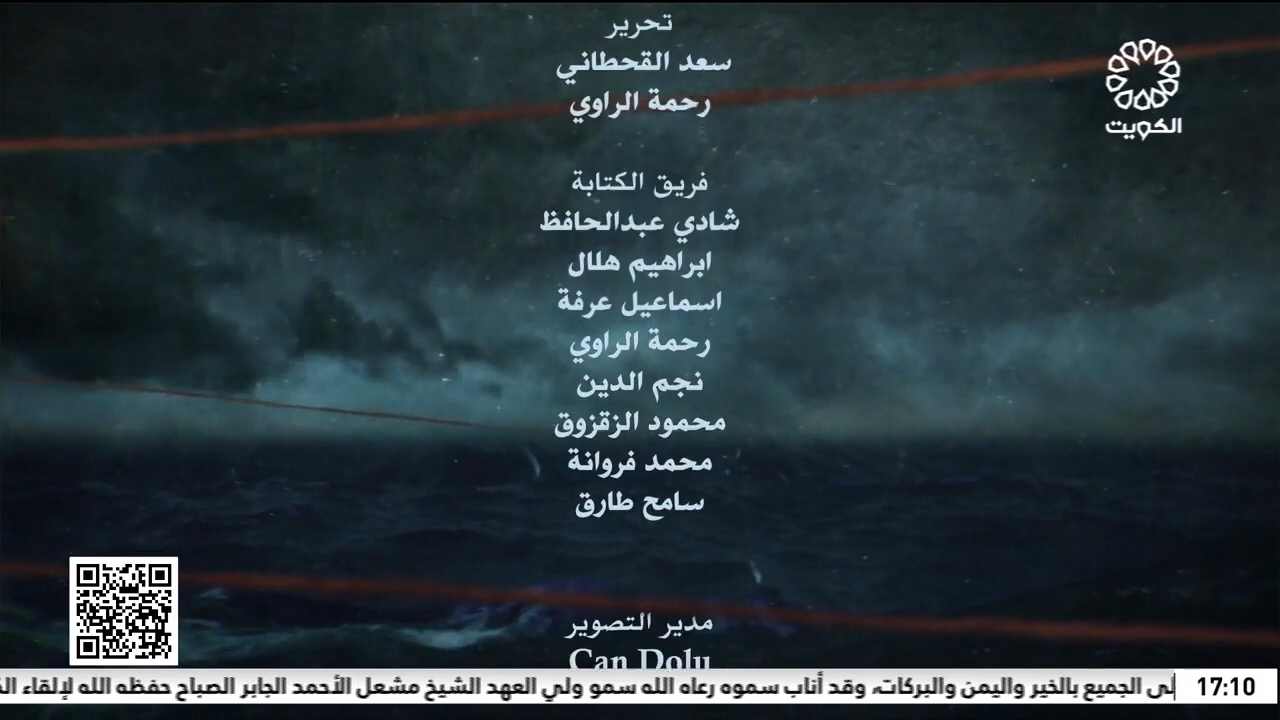 تحرير
سعد القحطاني
رحمة الراوي
الكويت
فريق الكتابة
شادي عبدالحافظ
ابراهيم هلال
اسماعيل عرفة
رحمة الراوي
نجم الدين
محمود الزقزوق
محمد فروانة
سامح طارق
مدير التصوير
Can Dolu
الجميع بالخير واليمن والبركات، وقد أناب سموه رعاه الله سمو ولي العهد الشيخ مشعل الأحمد الجابر الصباح حفظه الله لإلقاء
17:10